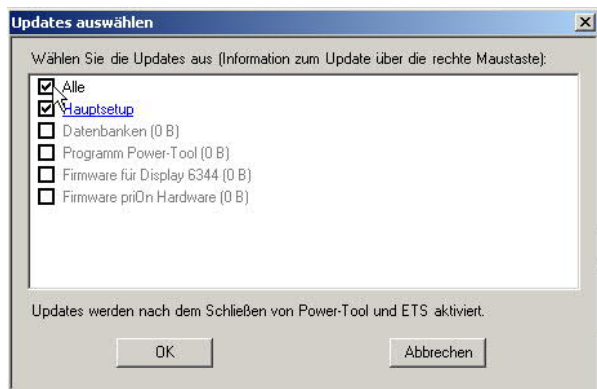 Updates auswählen
Wählen Sie die Updates aus (Information zum Update über die rechte Maustaste):
Alle
Hauptsetup
Datenbanken (0 B)
Programm Power-Tool (0 B)
Firmware für Display 6344 (0 B)
Firmware priOn Hardware (0 B)
Updates werden nach dem Schließen von Power-Tool und ETS aktiviert.
OK
Abbrechen